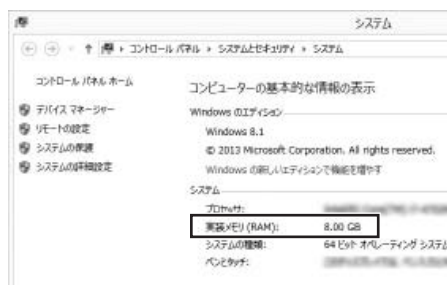 システム
コントロール パネル ▸ システムとセキュリティ ▸ システム
コントロール パネル ホーム
デバイス マネージャー
リモートの設定
システムの保護
システムの詳細設定
コンピューターの基本的な情報の表示
Windows のエディション
Windows 8.1
© 2013 Microsoft Corporation. All rights reserved.
Windows の新しいエディションで機能を増やす
システム
プロセッサ:
実装メモリ (RAM): 8.00 GB
システムの種類: 64 ビット オペレーティング システム
ペンとタッチ: